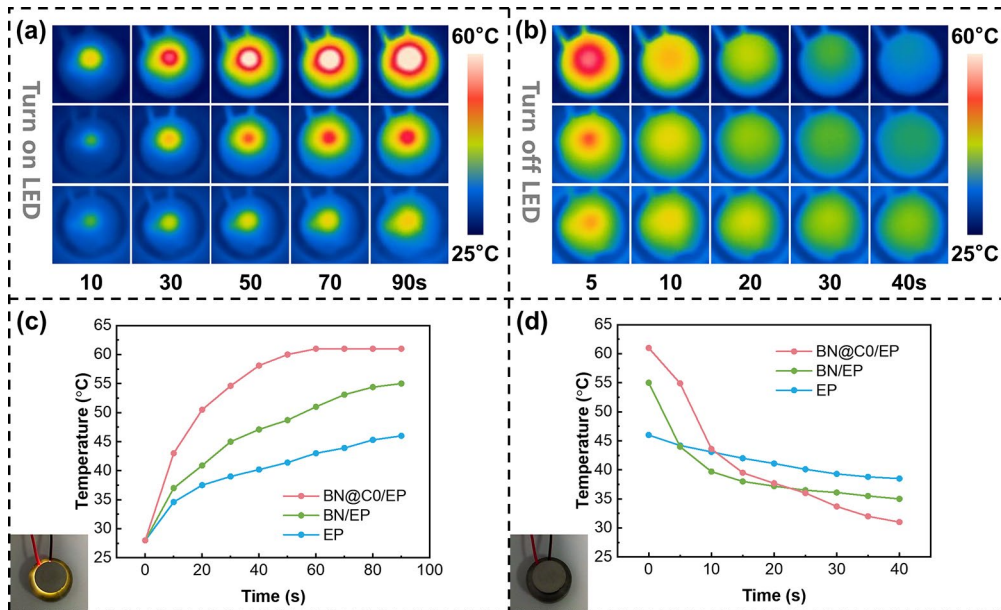 (a)
60°C
Turn on LED
25°C
10 30 50 70 90s
(b)
60°C
Turn off LED
25°C
5 10 20 30 40s
(c)
65
60
55
50
45
40
35
30
25
Temperature (°C)
BN@C0/EP
BN/EP
EP
0 20 40 60 80 100
Time (s)
(d)
65
60
55
50
45
40
35
30
25
Temperature (°C)
BN@C0/EP
BN/EP
EP
0 10 20 30 40
Time (s)